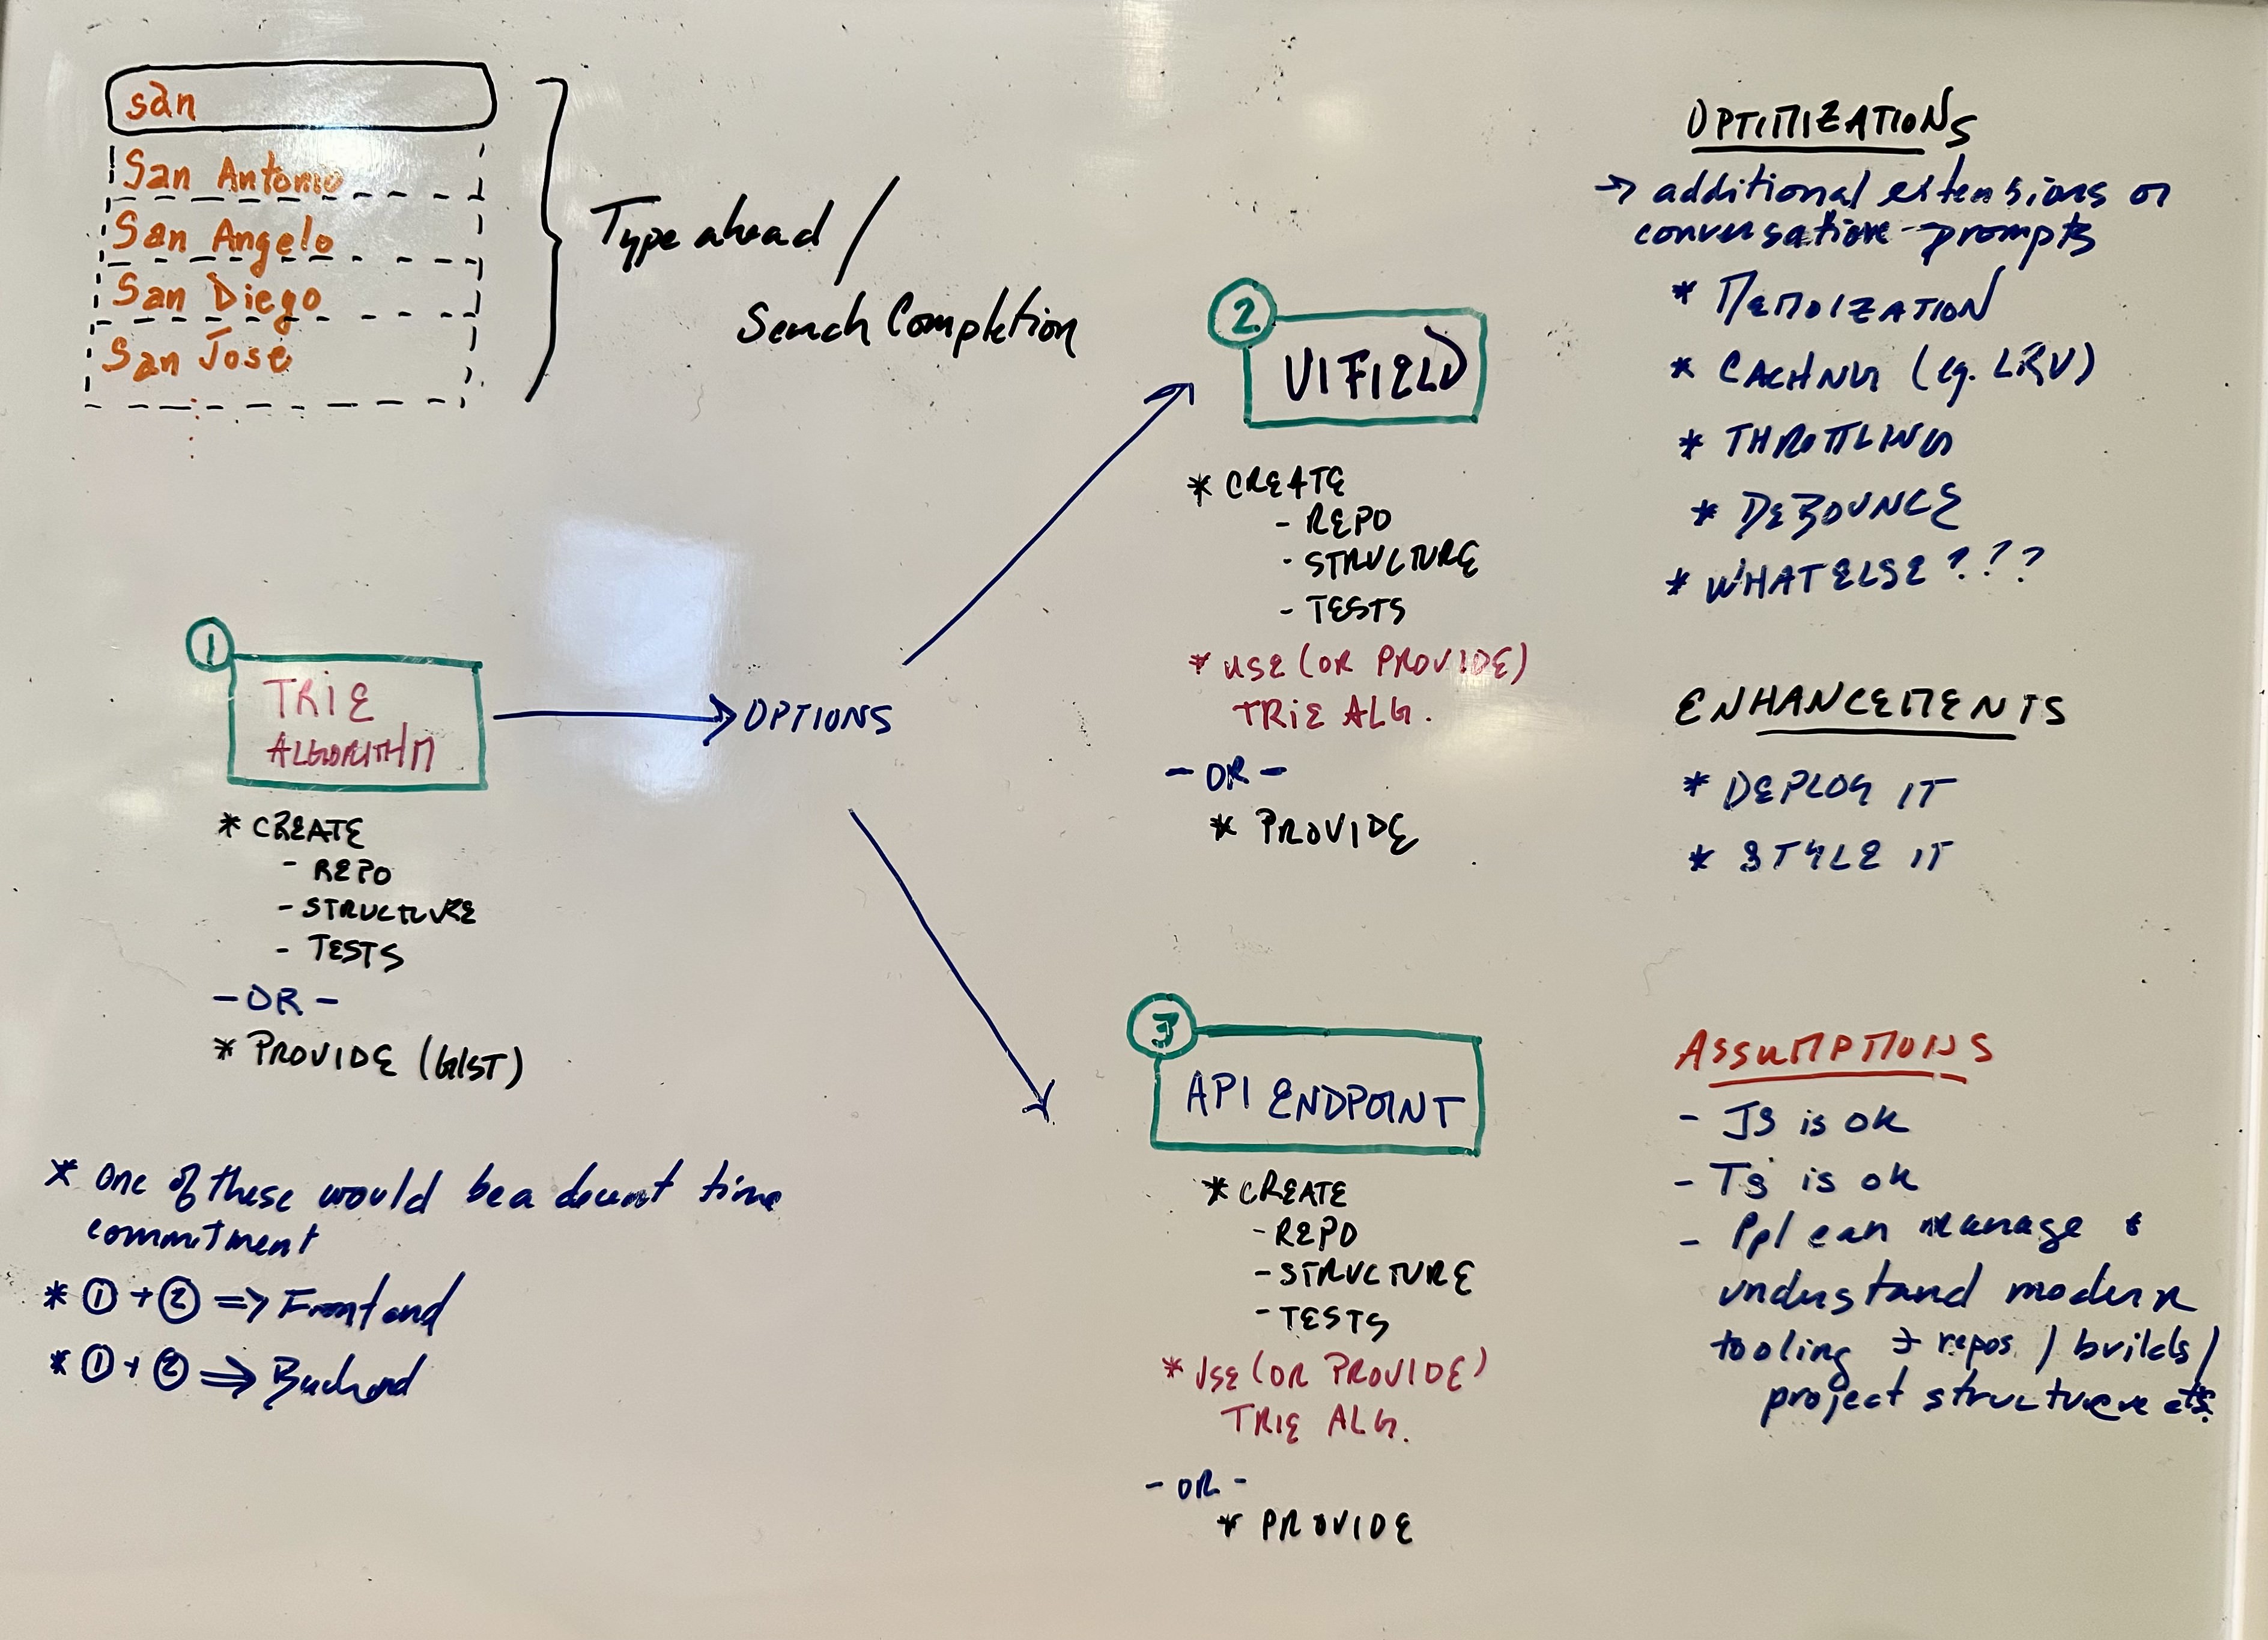 san
San Antonio
San Angelo
San Diego
San Jose
Type ahead /
Search Completion
1
TRIE
ALGORITHM
* CREATE
- REPO
- STRUCTURE
- TESTS
- OR -
* PROVIDE (GIST)
OPTIONS
* One of these would be a decent time
commitment
* ① + ② => Frontend
* ① + ② => Backend
2
UI FIELD
* CREATE
- REPO
- STRUCTURE
- TESTS
* USE (OR PROVIDE)
TRIE ALG.
- OR -
* PROVIDE
3
API ENDPOINT
* CREATE
- REPO
- STRUCTURE
- TESTS
* USE (OR PROVIDE)
TRIE ALG.
- OR -
* PROVIDE
OPTIMIZATIONS
→ additional extensions or
conversation prompts
* MEMOIZATION
* CACHING (eg. LRU)
* THROTTLING
* DEBOUNCE
* WHAT ELSE ???
ENHANCEMENTS
* DEPLOY IT
* STYLE IT
ASSUMPTIONS
- JS is ok
- TS is ok
- Ppl can manage &
understand modern
tooling → repos / builds /
project structure etc.